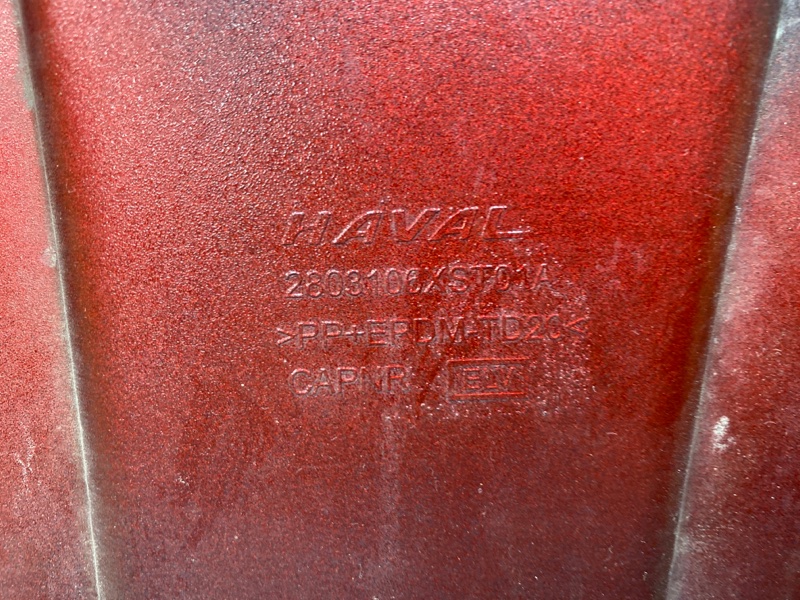 HAVAL
2803106XST01A
>PP+EPDM-TD20<
CAPNR